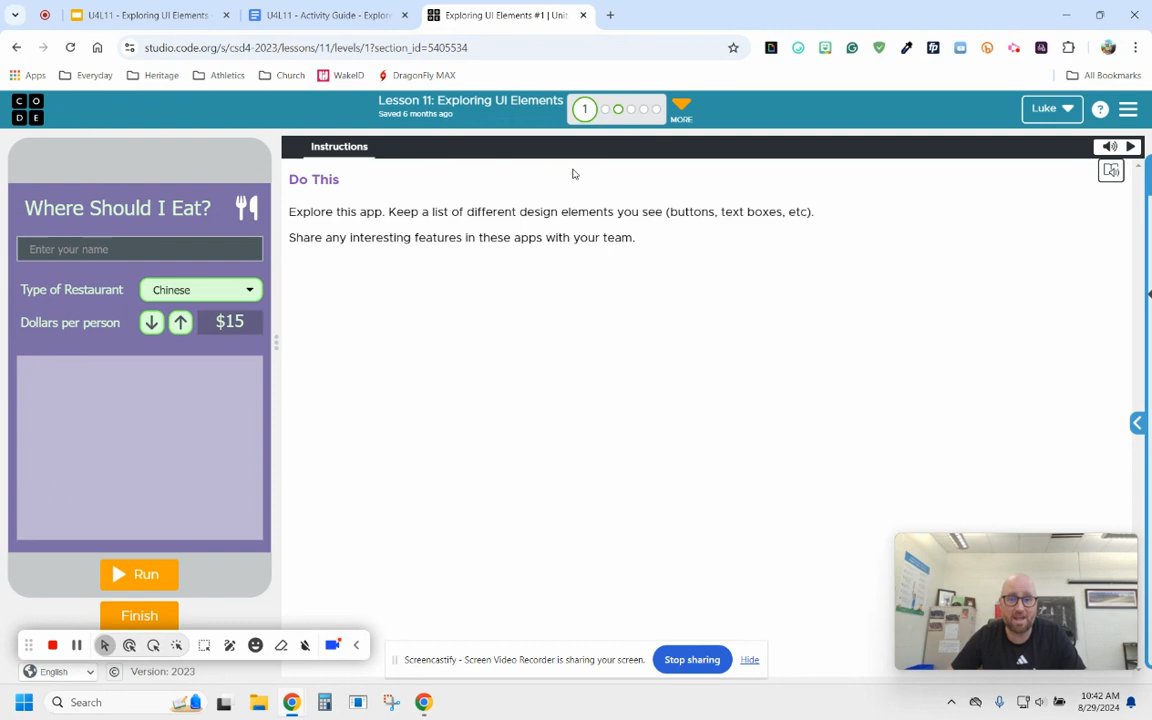 U4L11 - Exploring UI Elements
U4L11 - Activity Guide - Explor
Exploring UI Elements #1 | Unit
studio.code.org/s/csd4-2023/lessons/11/levels/1?section_id=5405534
Apps
Everyday
Heritage
Athletics
Church
WakeID
DragonFly MAX
All Bookmarks
C O
D E
Lesson 11: Exploring UI Elements
Saved 6 months ago
1
MORE
Luke
?
Instructions
Do This
Explore this app. Keep a list of different design elements you see (buttons, text boxes, etc).
Share any interesting features in these apps with your team.
Where Should I Eat?
Enter your name
Type of Restaurant
Chinese
Dollars per person
$15
Run
Finish
English
©
Version: 2023
Screencastify - Screen Video Recorder is sharing your screen.
Stop sharing
Hide
Search
10:42 AM
8/29/2024